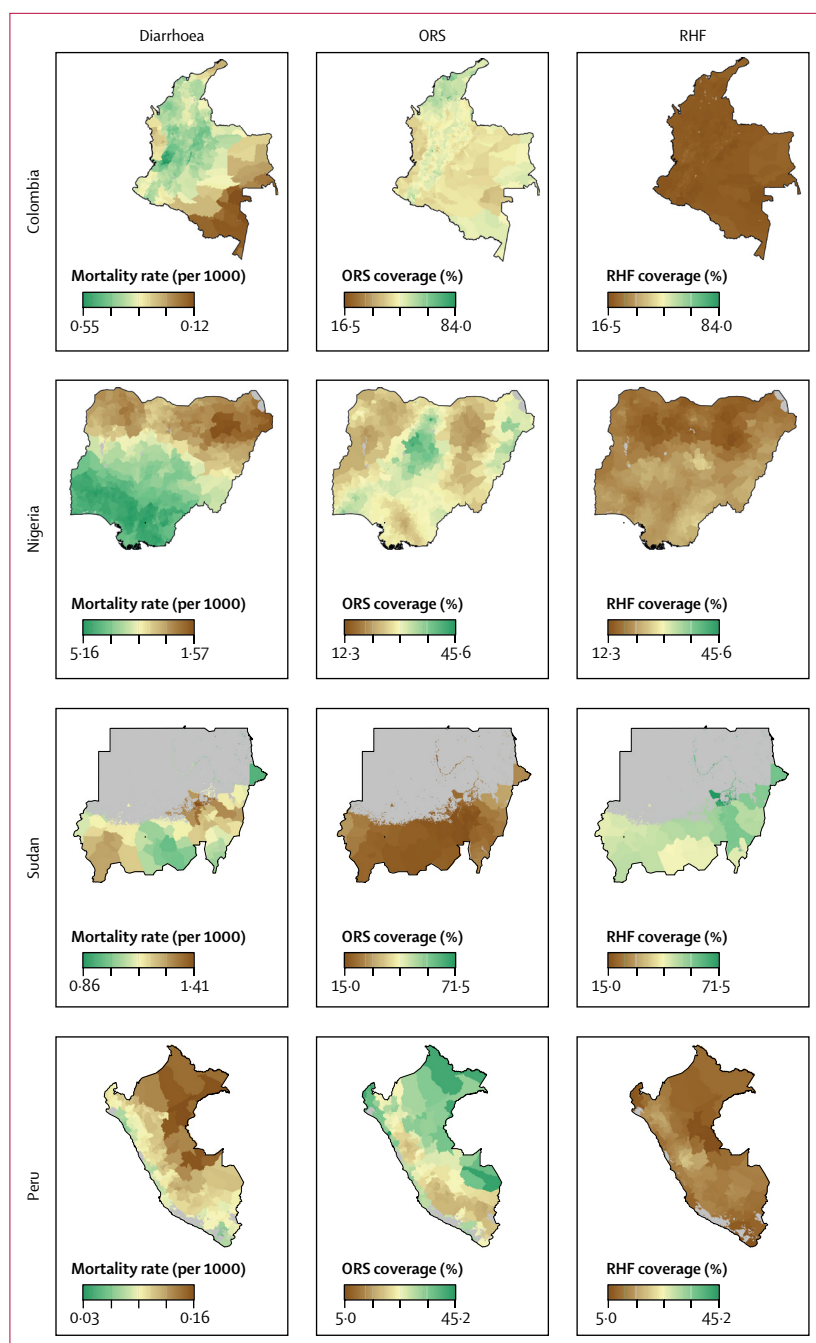 Diarrhoea ORS RHF
Colombia
Mortality rate (per 1000) ORS coverage (%) RHF coverage (%)
0·55 0·12 16·5 84·0 16·5 84·0
Nigeria
Mortality rate (per 1000) ORS coverage (%) RHF coverage (%)
5·16 1·57 12·3 45·6 12·3 45·6
Sudan
Mortality rate (per 1000) ORS coverage (%) RHF coverage (%)
0·86 1·41 15·0 71·5 15·0 71·5
Peru
Mortality rate (per 1000) ORS coverage (%) RHF coverage (%)
0·03 0·16 5·0 45·2 5·0 45·2